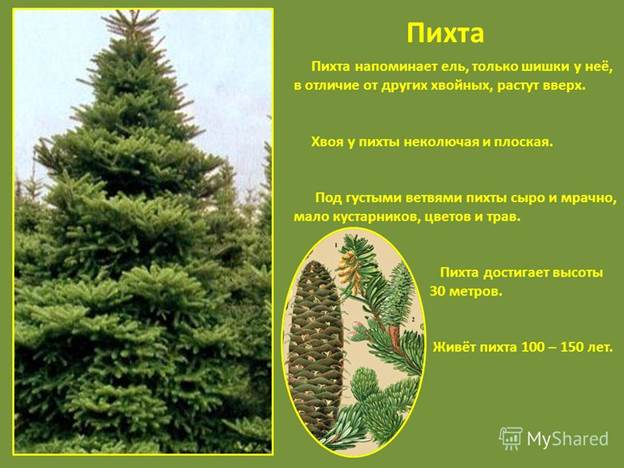 Пихта
Пихта напоминает ель, только шишки у неё,
в отличие от других хвойных, растут вверх.
Хвоя у пихты неколючая и плоская.
Под густыми ветвями пихты сыро и мрачно,
мало кустарников, цветов и трав.
Пихта достигает высоты
30 метров.
Живёт пихта 100 – 150 лет.
MyShared